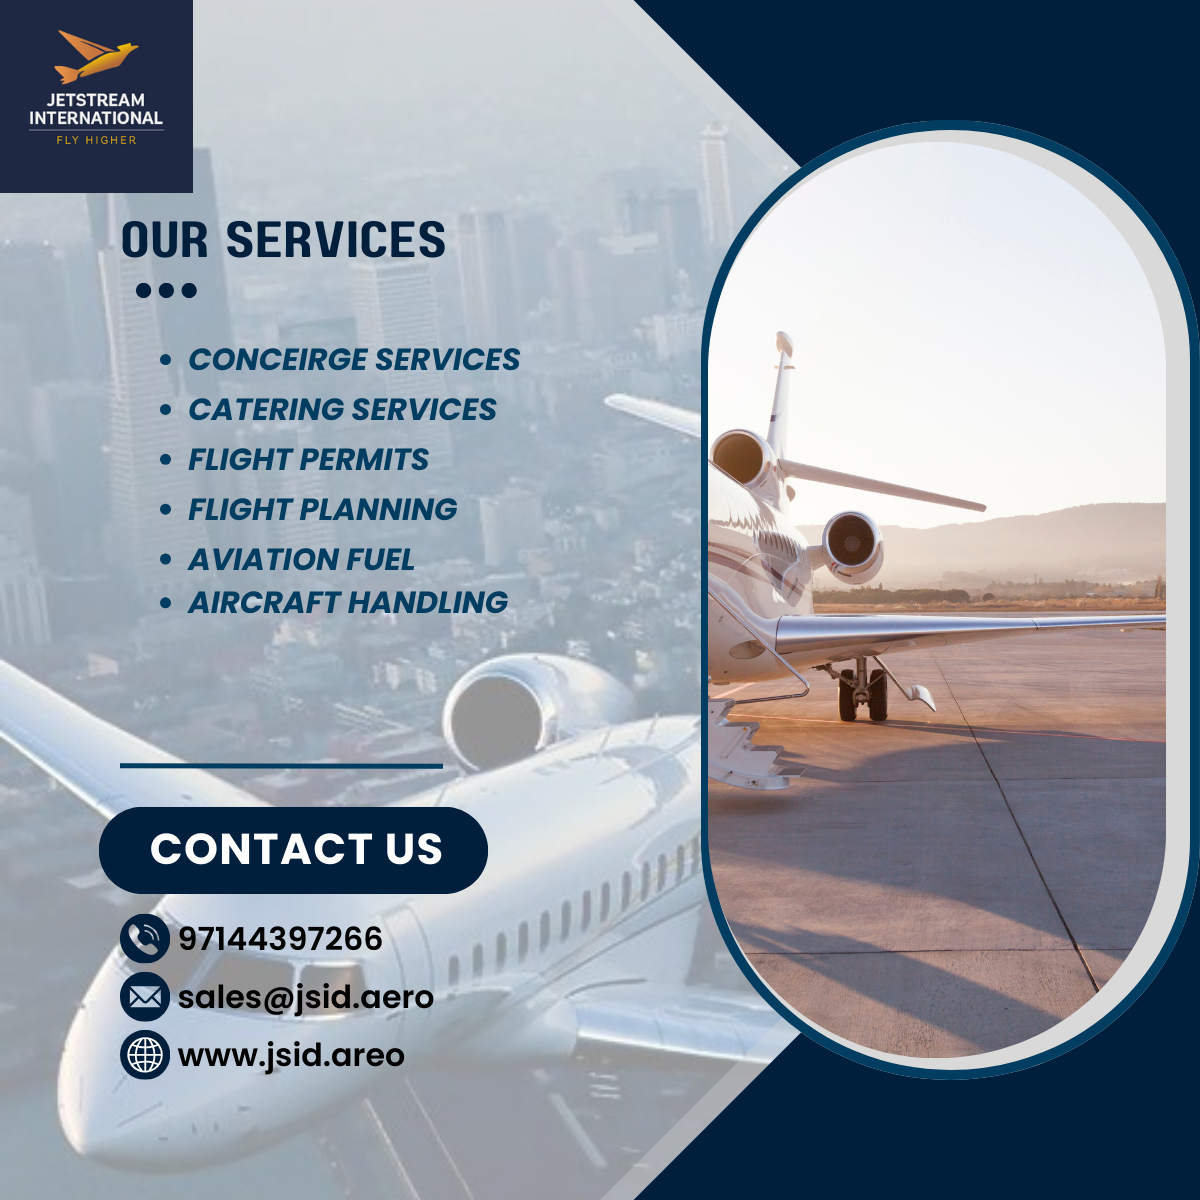 JETSTREAM
INTERNATIONAL
FLY HIGHER
OUR SERVICES
CONCEIRGE SERVICES
CATERING SERVICES
FLIGHT PERMITS
FLIGHT PLANNING
AVIATION FUEL
AIRCRAFT HANDLING
CONTACT US
97144397266
sales@jsid.aero
www.jsid.areo